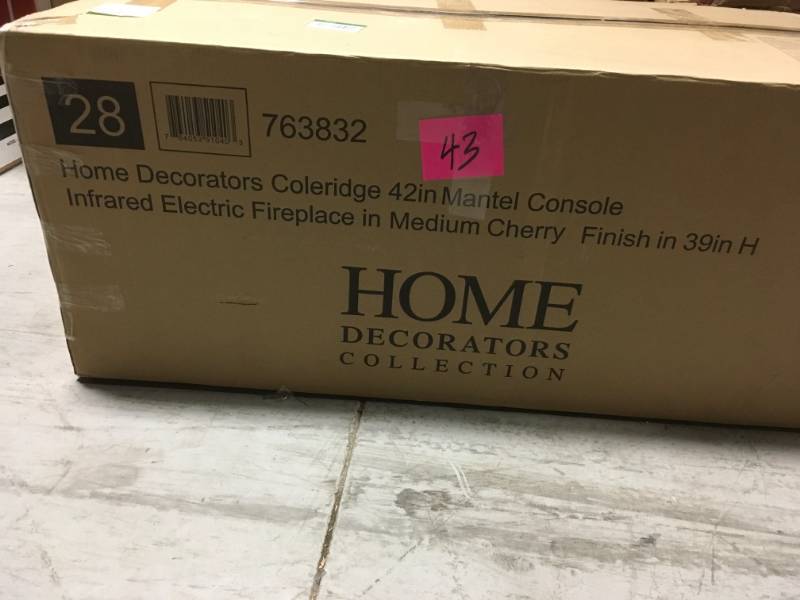 28
763832
43
Home Decorators Coleridge 42in Mantel Console
Infrared Electric Fireplace in Medium Cherry Finish in 39in H
HOME
DECORATORS
COLLECTION